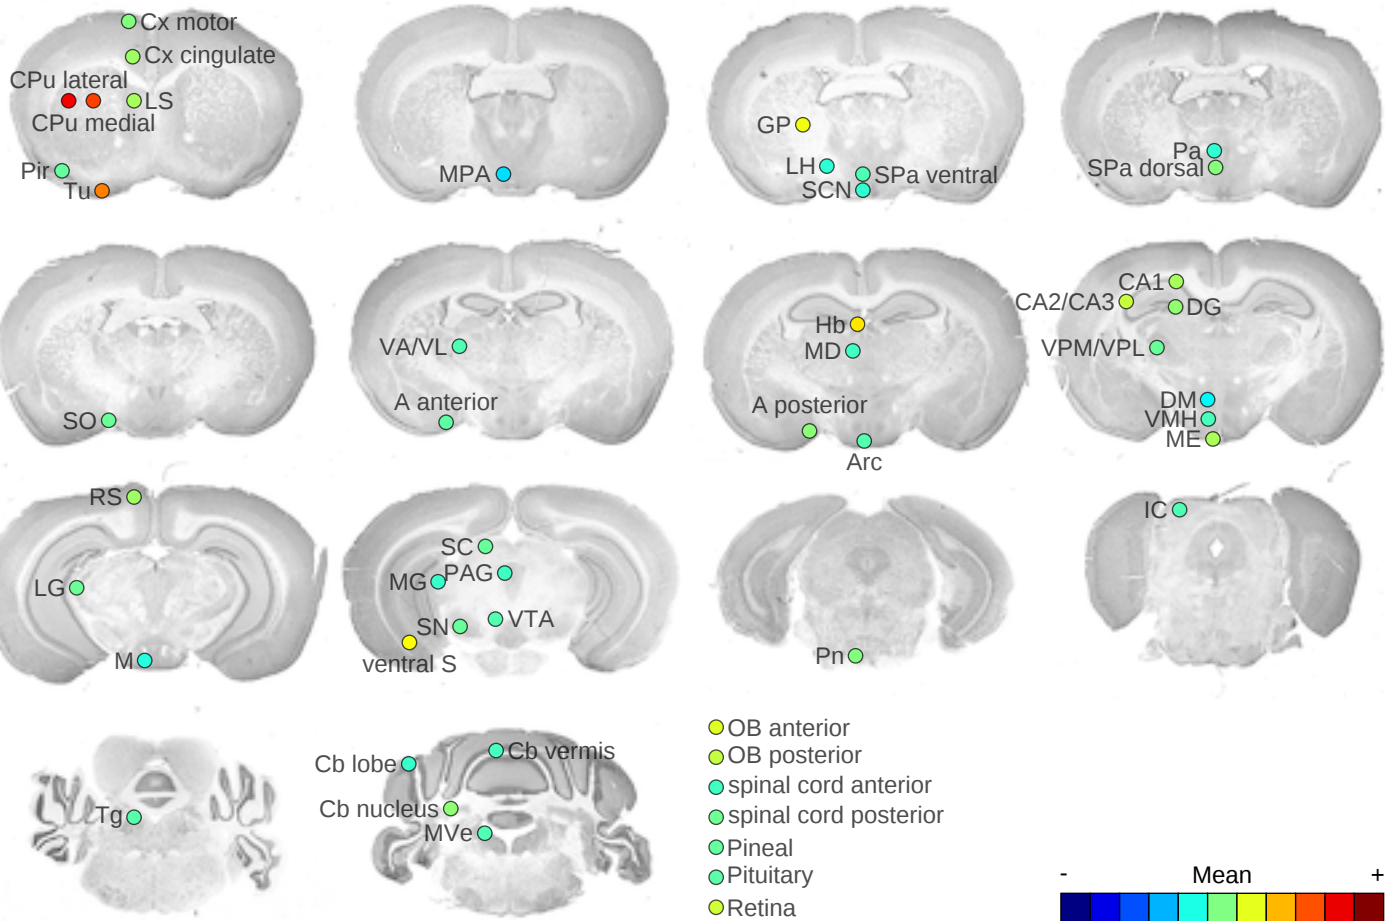 Cx motor
Cx cingulate
CPu lateral
LS
CPu medial
Pir
Tu
MPA
GP
LH
SPa ventral
SCN
Pa
SPa dorsal
SO
VA/VL
A anterior
Hb
MD
A posterior
Arc
CA1
CA2/CA3
DG
VPM/VPL
DM
VMH
ME
RS
LG
M
SC
PAG
MG
VTA
SN
ventral S
Pn
IC
Tg
Cb vermis
Cb lobe
Cb nucleus
MVe
OB anterior
OB posterior
spinal cord anterior
spinal cord posterior
Pineal
Pituitary
Retina
- Mean +